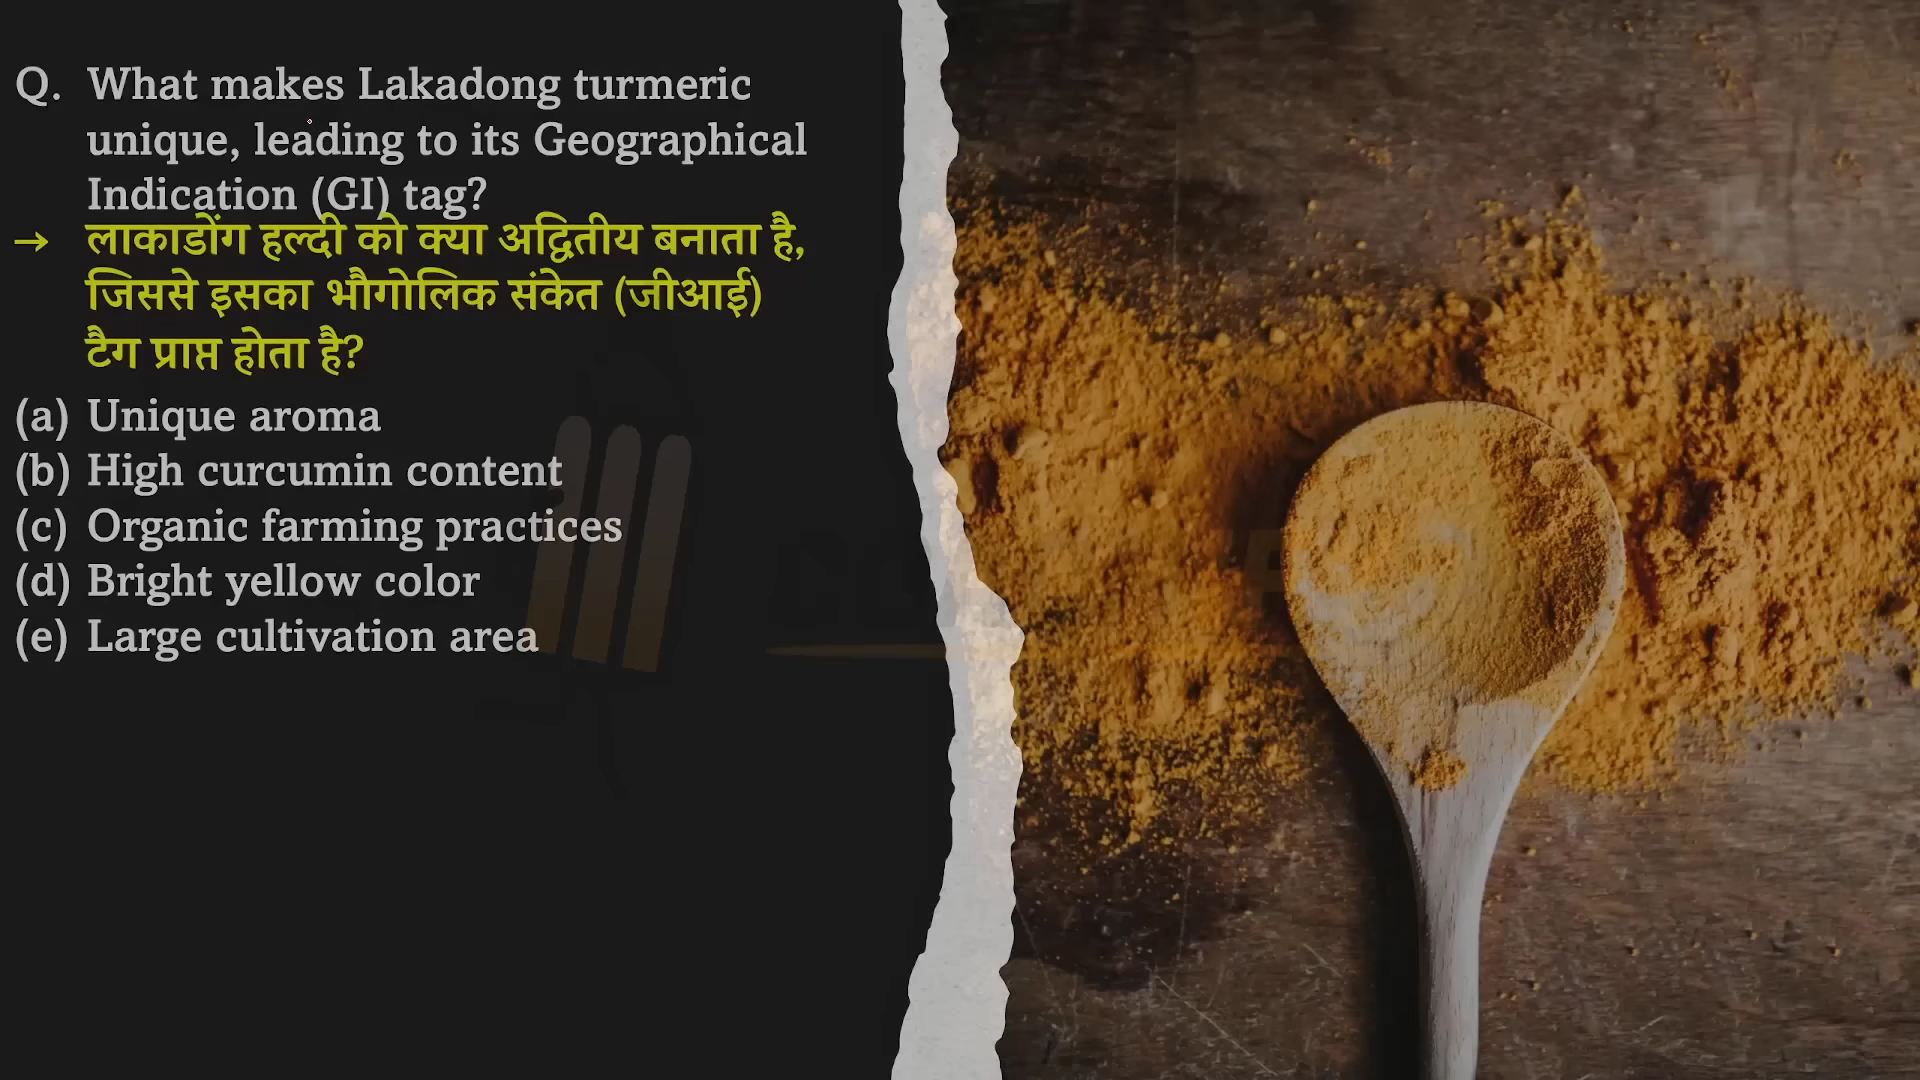 Q. What makes Lakadong turmeric
unique, leading to its Geographical
Indication (GI) tag?
→ लाकाडोंग हल्दी को क्या अद्वितीय बनाता है,
जिससे इसका भौगोलिक संकेत (जीआई)
टैग प्राप्त होता है?
(a) Unique aroma
(b) High curcumin content
(c) Organic farming practices
(d) Bright yellow color
(e) Large cultivation area